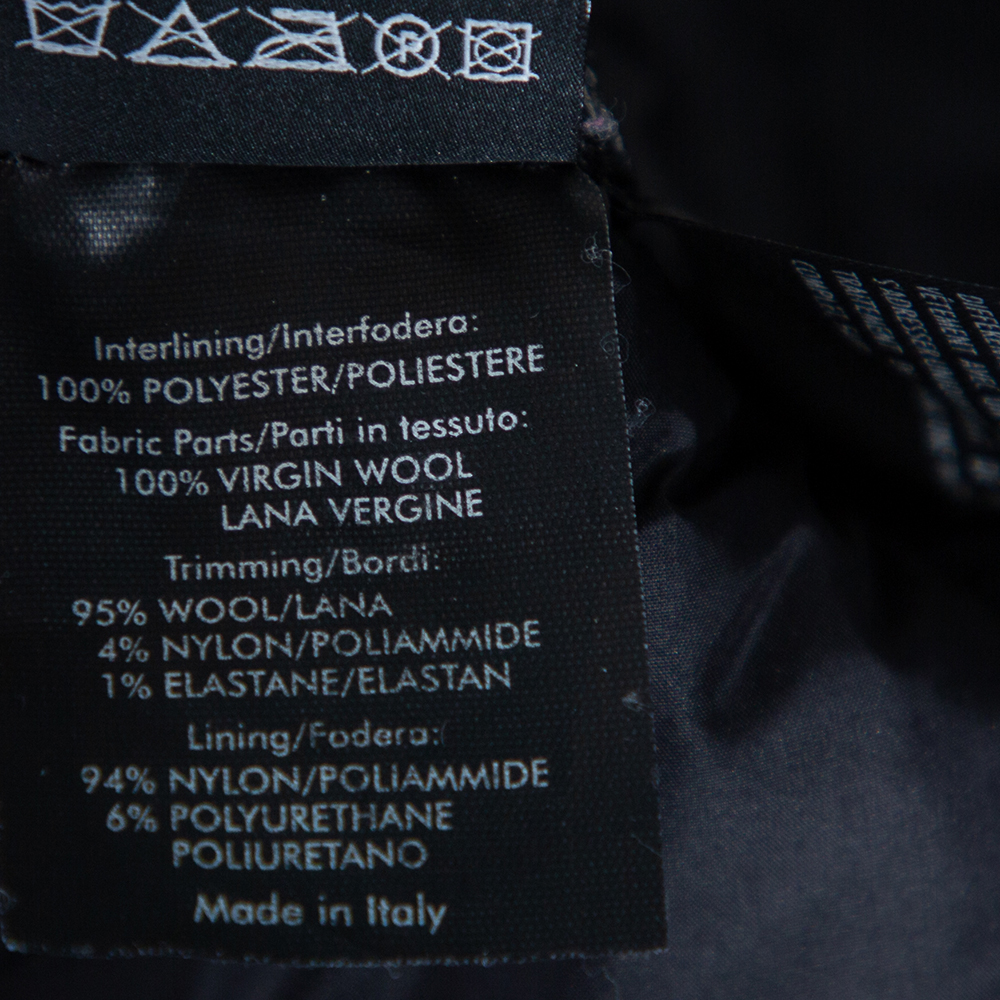 Interlining/Interfodera:
100% POLYESTER/POLIESTERE
Fabric Parts/Parti in tessuto:
100% VIRGIN WOOL
LANA VERGINE
Trimming/Bordi:
95% WOOL/LANA
4% NYLON/POLIAMMIDE
1% ELASTANE/ELASTAN
Lining/Fodera:
94% NYLON/POLIAMMIDE
6% POLYURETHANE
POLIURETANO
Made in Italy